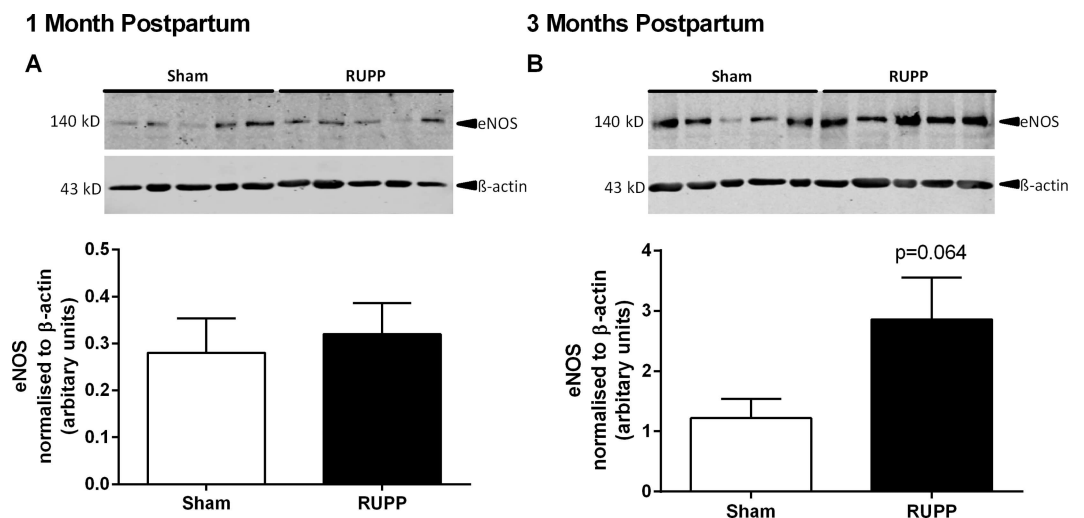 1 Month Postpartum
3 Months Postpartum
A
Sham
RUPP
140 kD
eNOS
43 kD
ß-actin
eNOS
normalised to β-actin
(arbitary units)
0.5
0.4
0.3
0.2
0.1
0.0
Sham
RUPP
B
Sham
RUPP
140 kD
eNOS
43 kD
ß-actin
eNOS
normalised to β-actin
(arbitary units)
4
3
2
1
0
p=0.064
Sham
RUPP